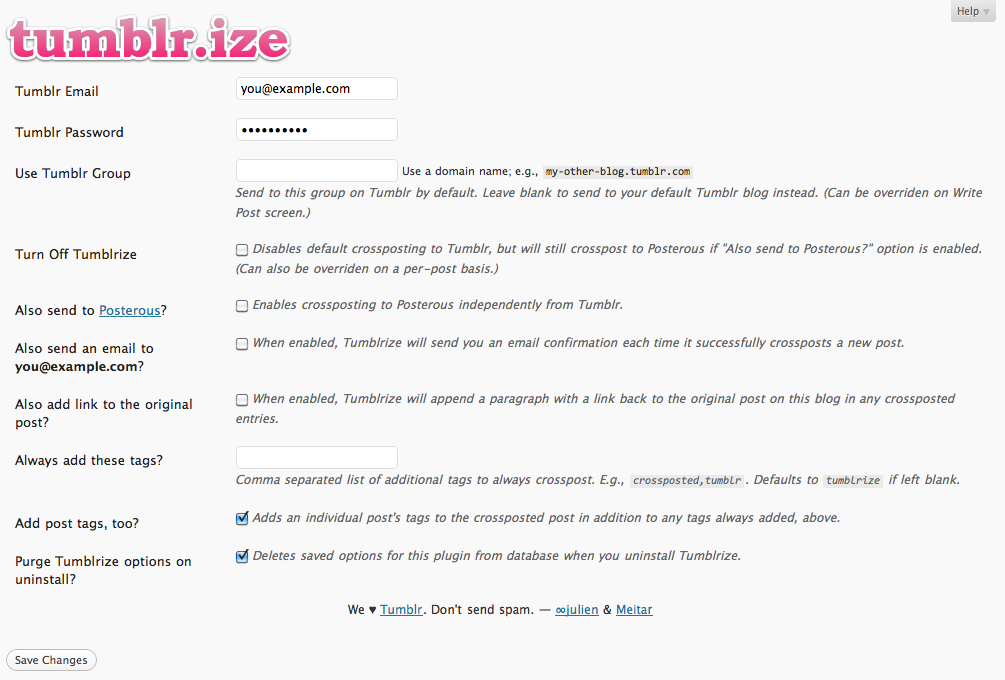 Help
tumblr.ize
Tumblr Email
you@example.com
Tumblr Password
••••••••••
Use Tumblr Group
Use a domain name; e.g., my-other-blog.tumblr.com
Send to this group on Tumblr by default. Leave blank to send to your default Tumblr blog instead. (Can be overriden on Write
Post screen.)
Turn Off Tumblrize
Disables default crossposting to Tumblr, but will still crosspost to Posterous if "Also send to Posterous?" option is enabled.
(Can also be overriden on a per-post basis.)
Also send to Posterous?
Enables crossposting to Posterous independently from Tumblr.
Also send an email to
you@example.com?
When enabled, Tumblrize will send you an email confirmation each time it successfully crossposts a new post.
Also add link to the original
post?
When enabled, Tumblrize will append a paragraph with a link back to the original post on this blog in any crossposted
entries.
Always add these tags?
Comma separated list of additional tags to always crosspost. E.g., crossposted,tumblr. Defaults to tumblrize if left blank.
Add post tags, too?
Adds an individual post's tags to the crossposted post in addition to any tags always added, above.
Purge Tumblrize options on
uninstall?
Deletes saved options for this plugin from database when you uninstall Tumblrize.
We ♥ Tumblr. Don't send spam. — ∞julien & Meitar
Save Changes